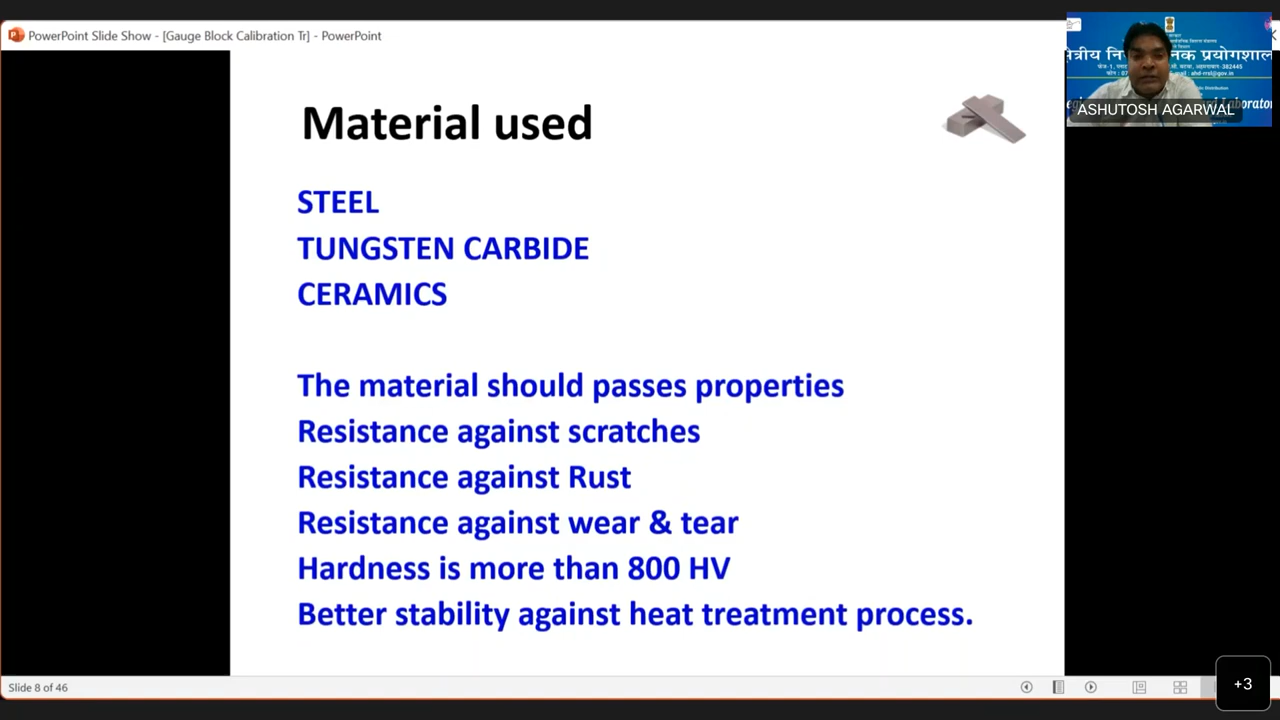 PowerPoint Slide Show - [Gauge Block Calibration Tr] - PowerPoint
Material used
STEEL
TUNGSTEN CARBIDE
CERAMICS
The material should passes properties
Resistance against scratches
Resistance against Rust
Resistance against wear & tear
Hardness is more than 800 HV
Better stability against heat treatment process.
प्रयोगशाल
ASHUTOSH AGARWAL
Slide 8 of 46
+3